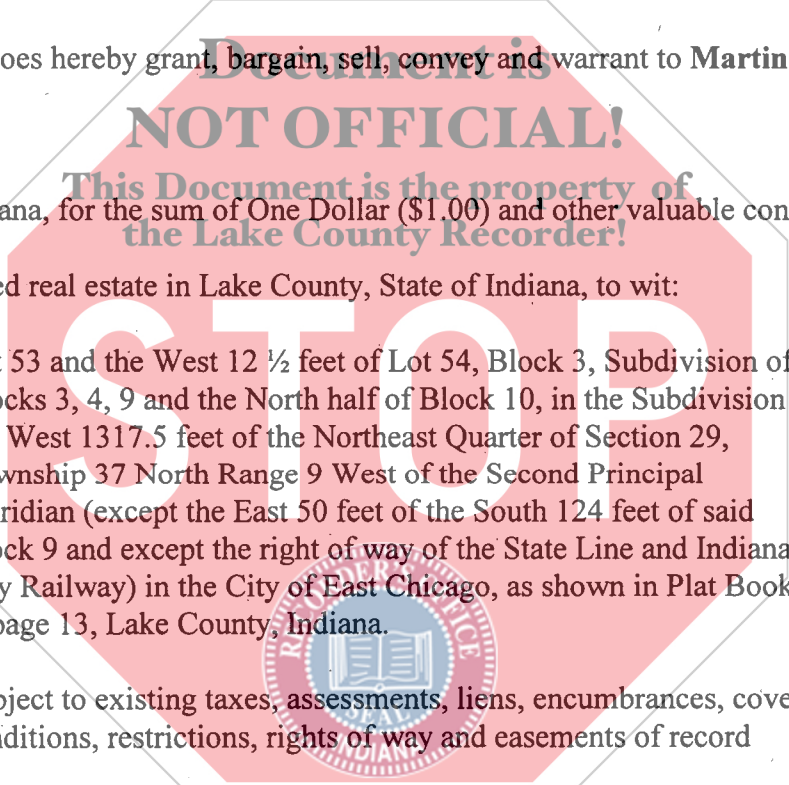 oes hereby grant, bargain, sell, convey and warrant to Martin
Document is
NOT OFFICIAL!
This Document is the property of
ana, for the sum of One Dollar ($1.00) and other valuable con
the Lake County Recorder!
ed real estate in Lake County, State of Indiana, to wit:
STOP
53 and the West 12 ½ feet of Lot 54, Block 3, Subdivision of
ocks 3, 4, 9 and the North half of Block 10, in the Subdivision
West 1317.5 feet of the Northeast Quarter of Section 29,
wnship 37 North Range 9 West of the Second Principal
ridian (except the East 50 feet of the South 124 feet of said
ock 9 and except the right of way of the State Line and Indiana
y Railway) in the City of East Chicago, as shown in Plat Book
page 13, Lake County, Indiana.
RECORDER'S OFFICE
SEAL
INDIANA
bject to existing taxes, assessments, liens, encumbrances, cove
nditions, restrictions, rights of way and easements of record